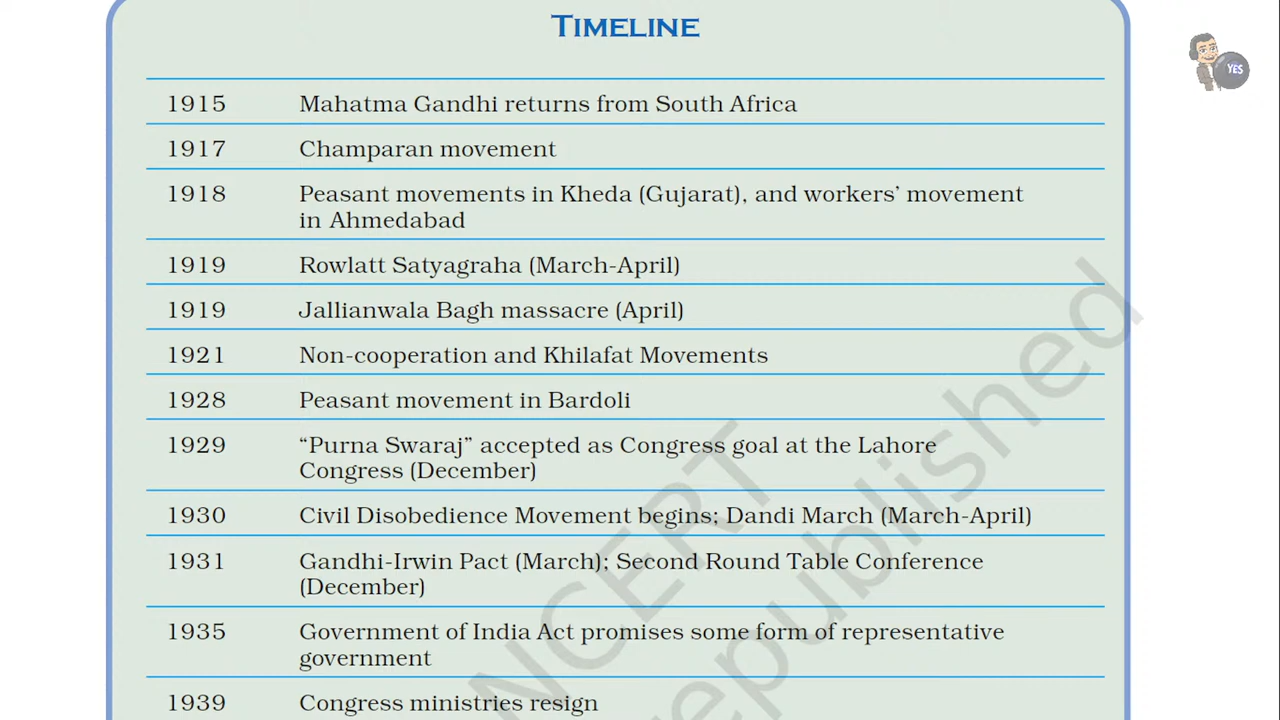 TIMELINE
YES
1915 Mahatma Gandhi returns from South Africa
1917 Champaran movement
1918 Peasant movements in Kheda (Gujarat), and workers’ movement
in Ahmedabad
1919 Rowlatt Satyagraha (March-April)
1919 Jallianwala Bagh massacre (April)
1921 Non-cooperation and Khilafat Movements
1928 Peasant movement in Bardoli
1929 “Purna Swaraj” accepted as Congress goal at the Lahore
Congress (December)
1930 Civil Disobedience Movement begins; Dandi March (March-April)
1931 Gandhi-Irwin Pact (March); Second Round Table Conference
(December)
1935 Government of India Act promises some form of representative
government
1939 Congress ministries resign
NCERT
republished